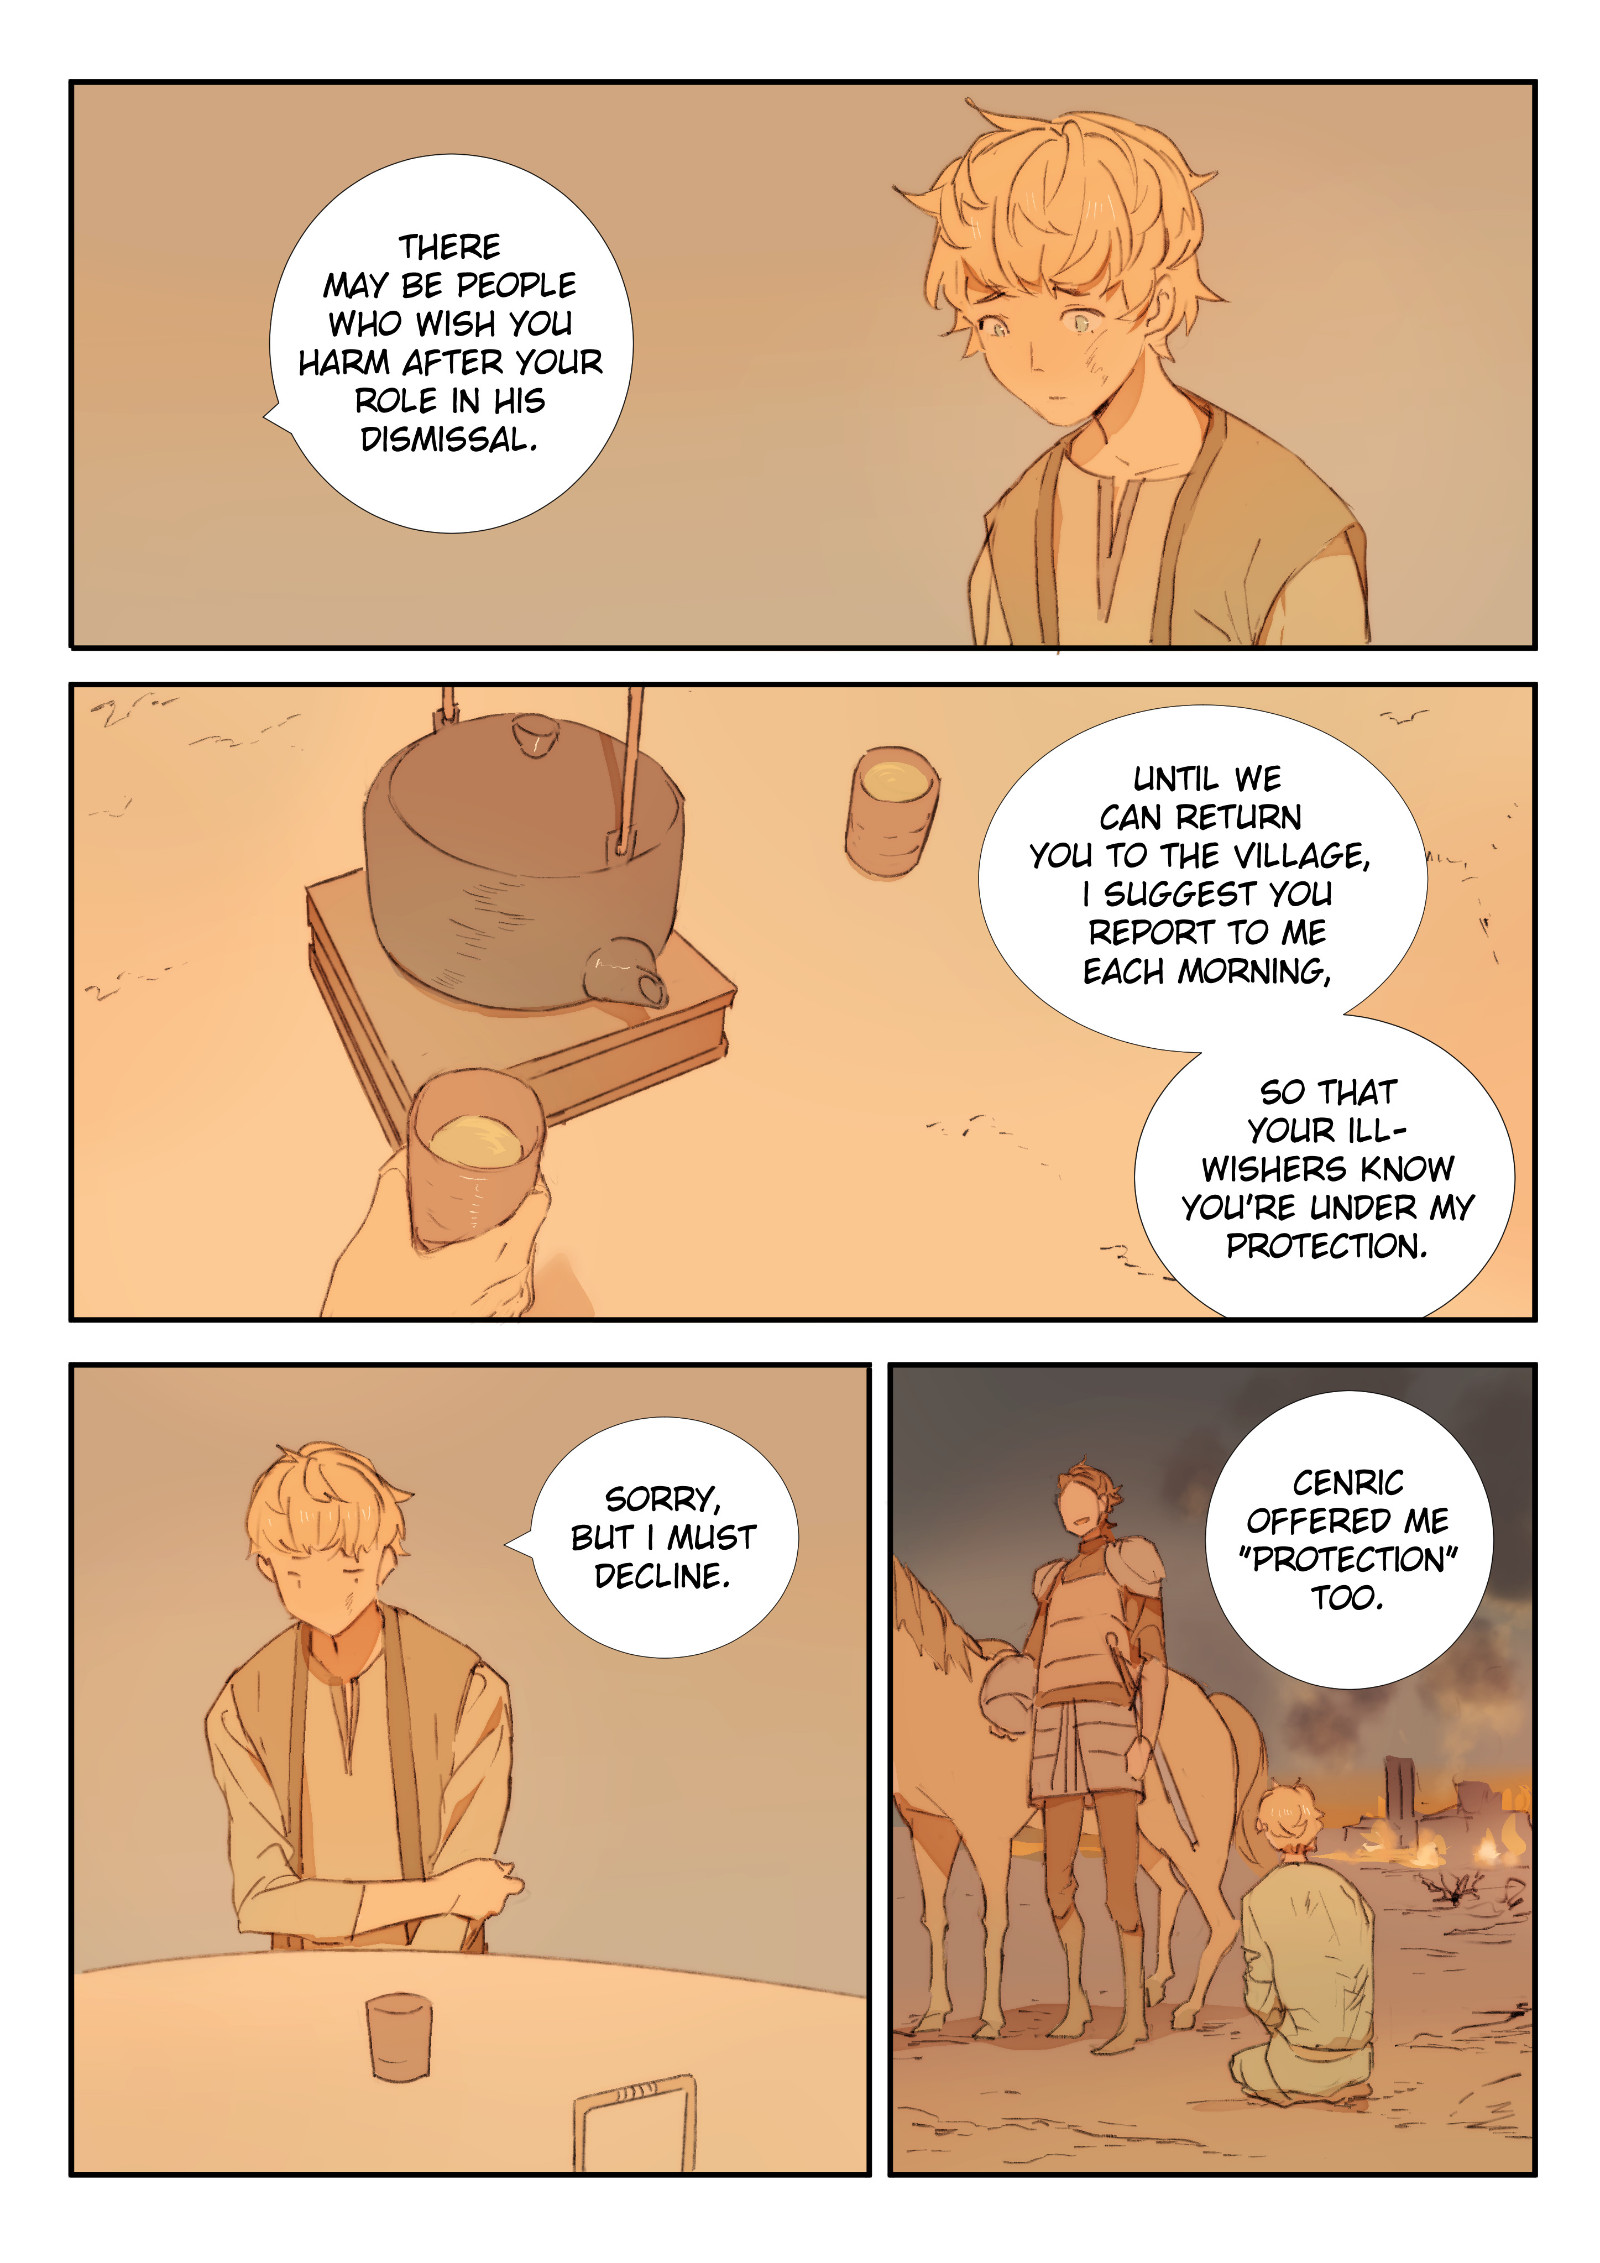 THERE
MAY BE PEOPLE
WHO WISH YOU
HARM AFTER YOUR
ROLE IN HIS
DISMISSAL.
UNTIL WE
CAN RETURN
YOU TO THE VILLAGE,
I SUGGEST YOU
REPORT TO ME
EACH MORNING,
SO THAT
YOUR ILL-
WISHERS KNOW
YOU'RE UNDER MY
PROTECTION.
SORRY,
BUT I MUST
DECLINE.
CENRIC
OFFERED ME
"PROTECTION"
TOO.